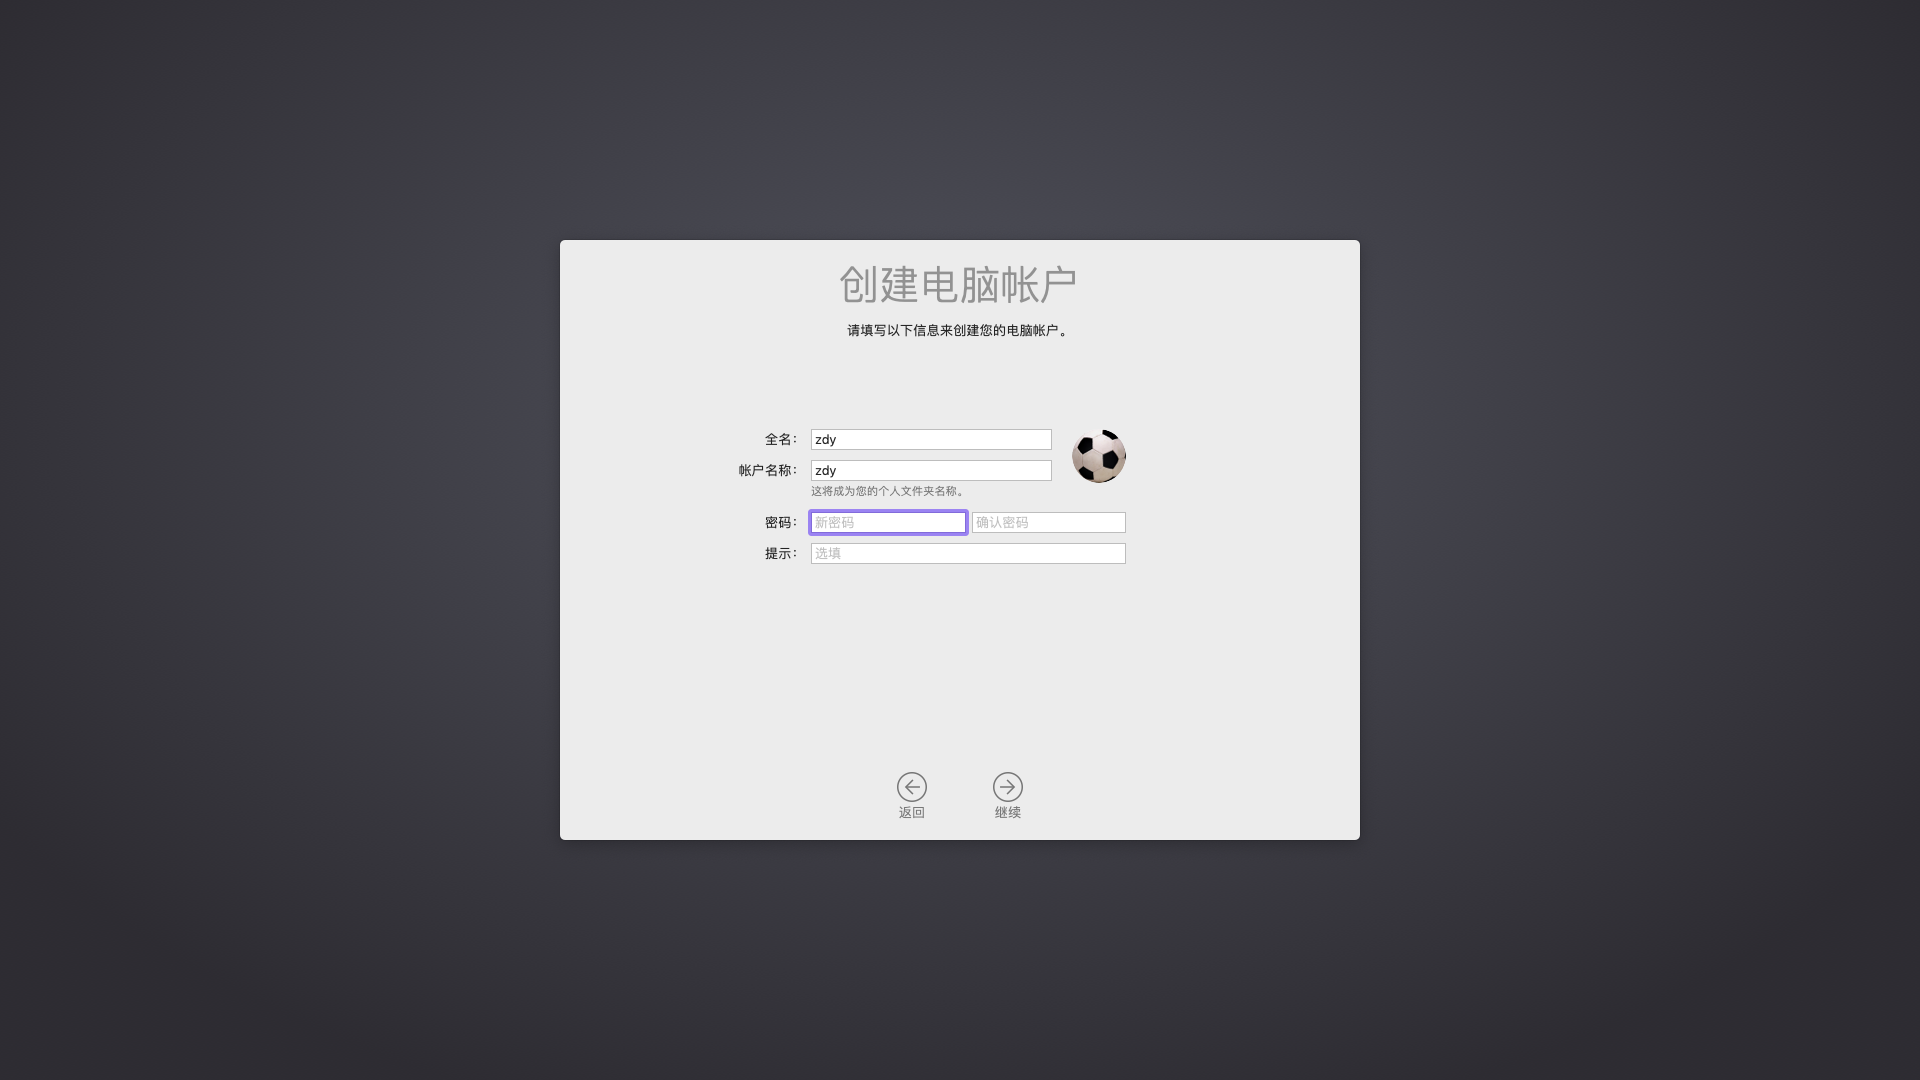 创建电脑帐户
请填写以下信息来创建您的电脑帐户。
全名： zdy
帐户名称： zdy
这将成为您的个人文件夹名称。
密码： 新密码 确认密码
提示： 选填
返回 继续